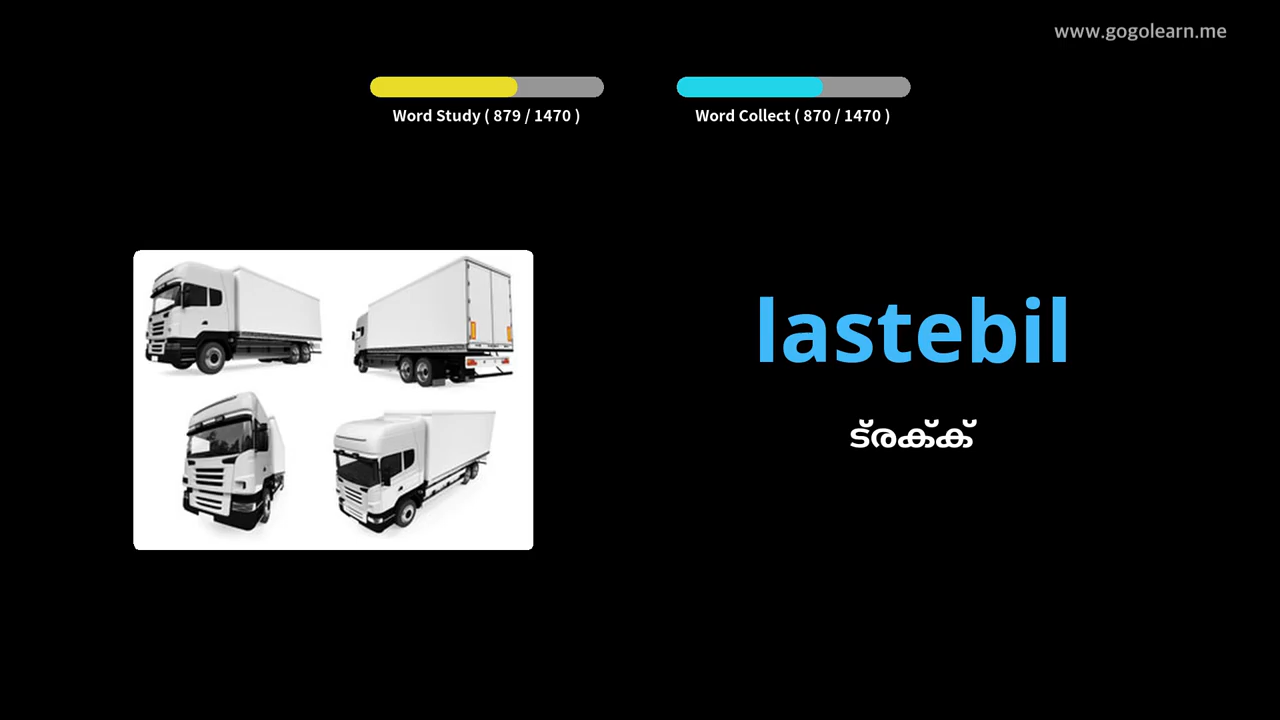 www.gogolearn.me
Word Study ( 879 / 1470 )
Word Collect ( 870 / 1470 )
lastebil
ട്രക്ക്